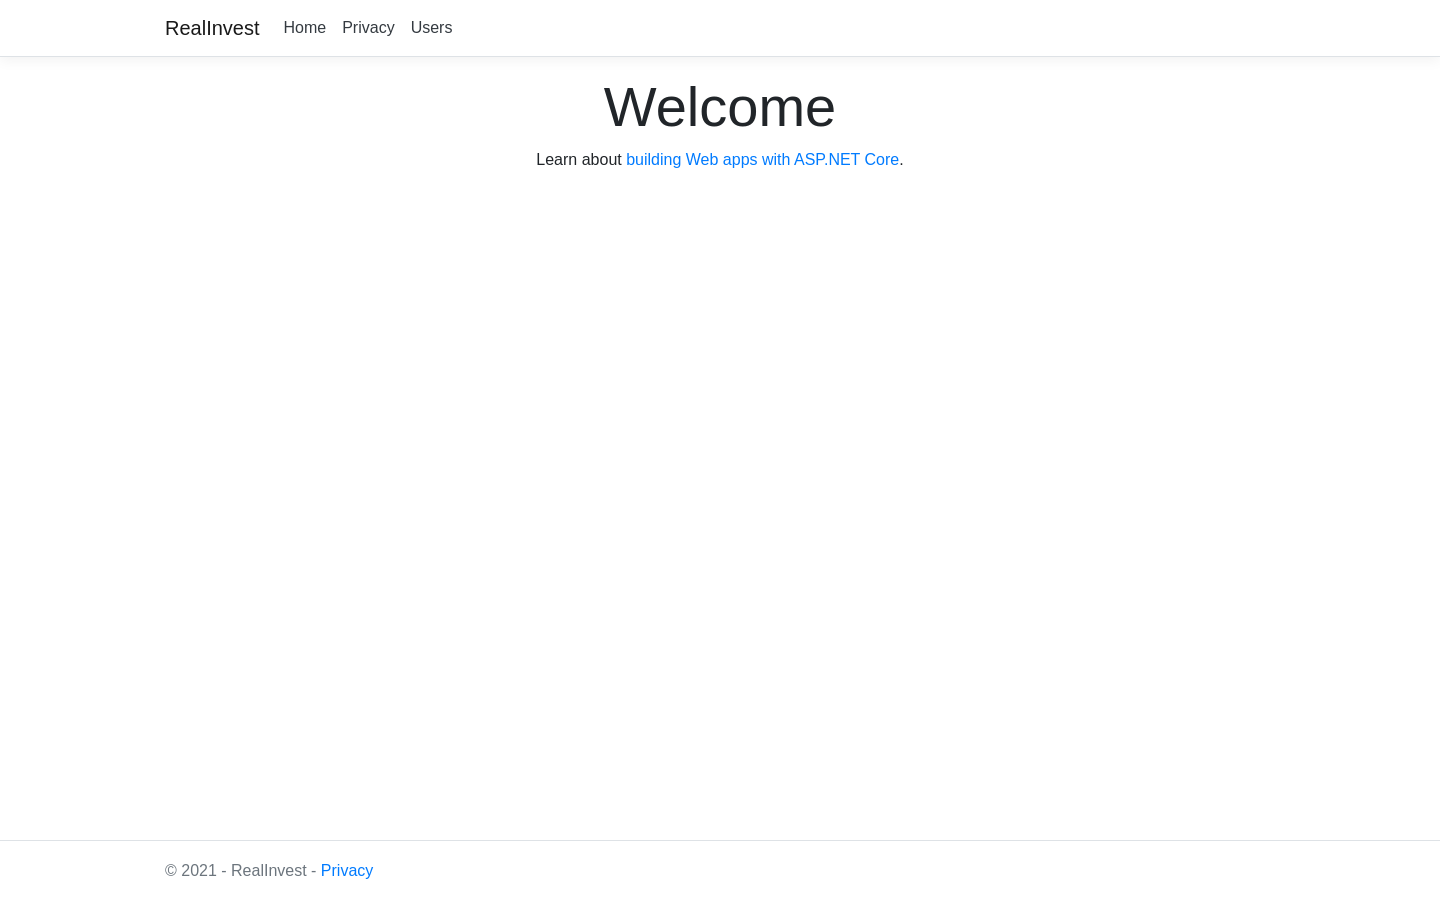 RealInvest Home Privacy Users
Welcome
Learn about building Web apps with ASP.NET Core.
© 2021 - RealInvest - Privacy